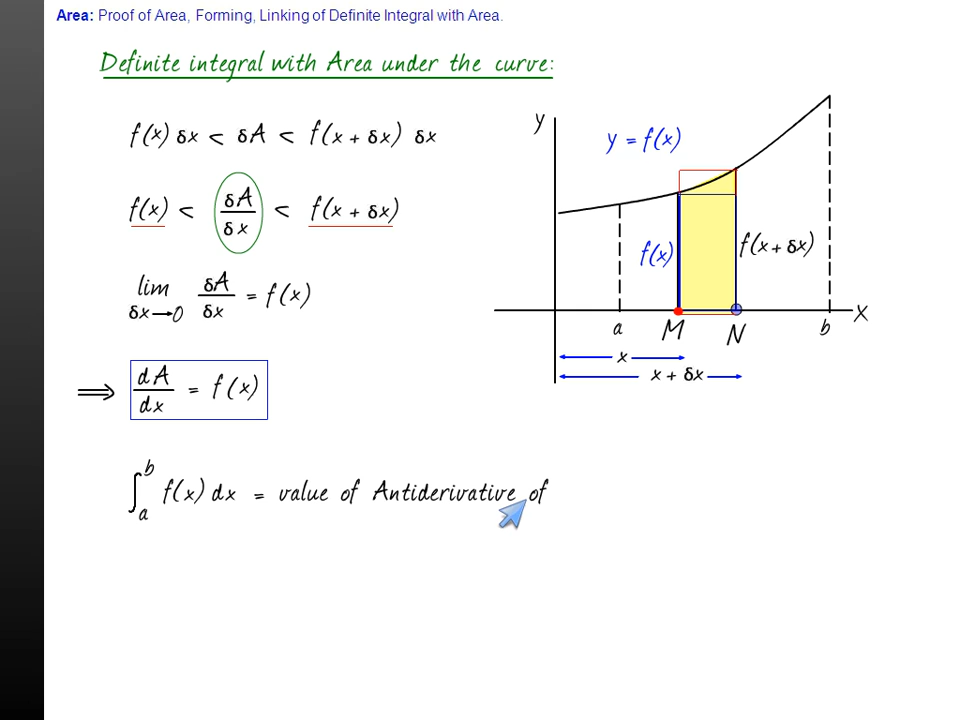 Area: Proof of Area, Forming, Linking of Definite Integral with Area.
Definite integral with Area under the curve:
f(x) δx < δA < f(x + δx) δx
f(x) < δA/δx < f(x + δx)
lim δx→0 δA/δx = f(x)
⟹ dA/dx = f(x)
∫_a^b f(x) dx = value of Antiderivative of
y
y = f(x)
f(x)
f(x + δx)
a
M
N
b
x
x
x + δx